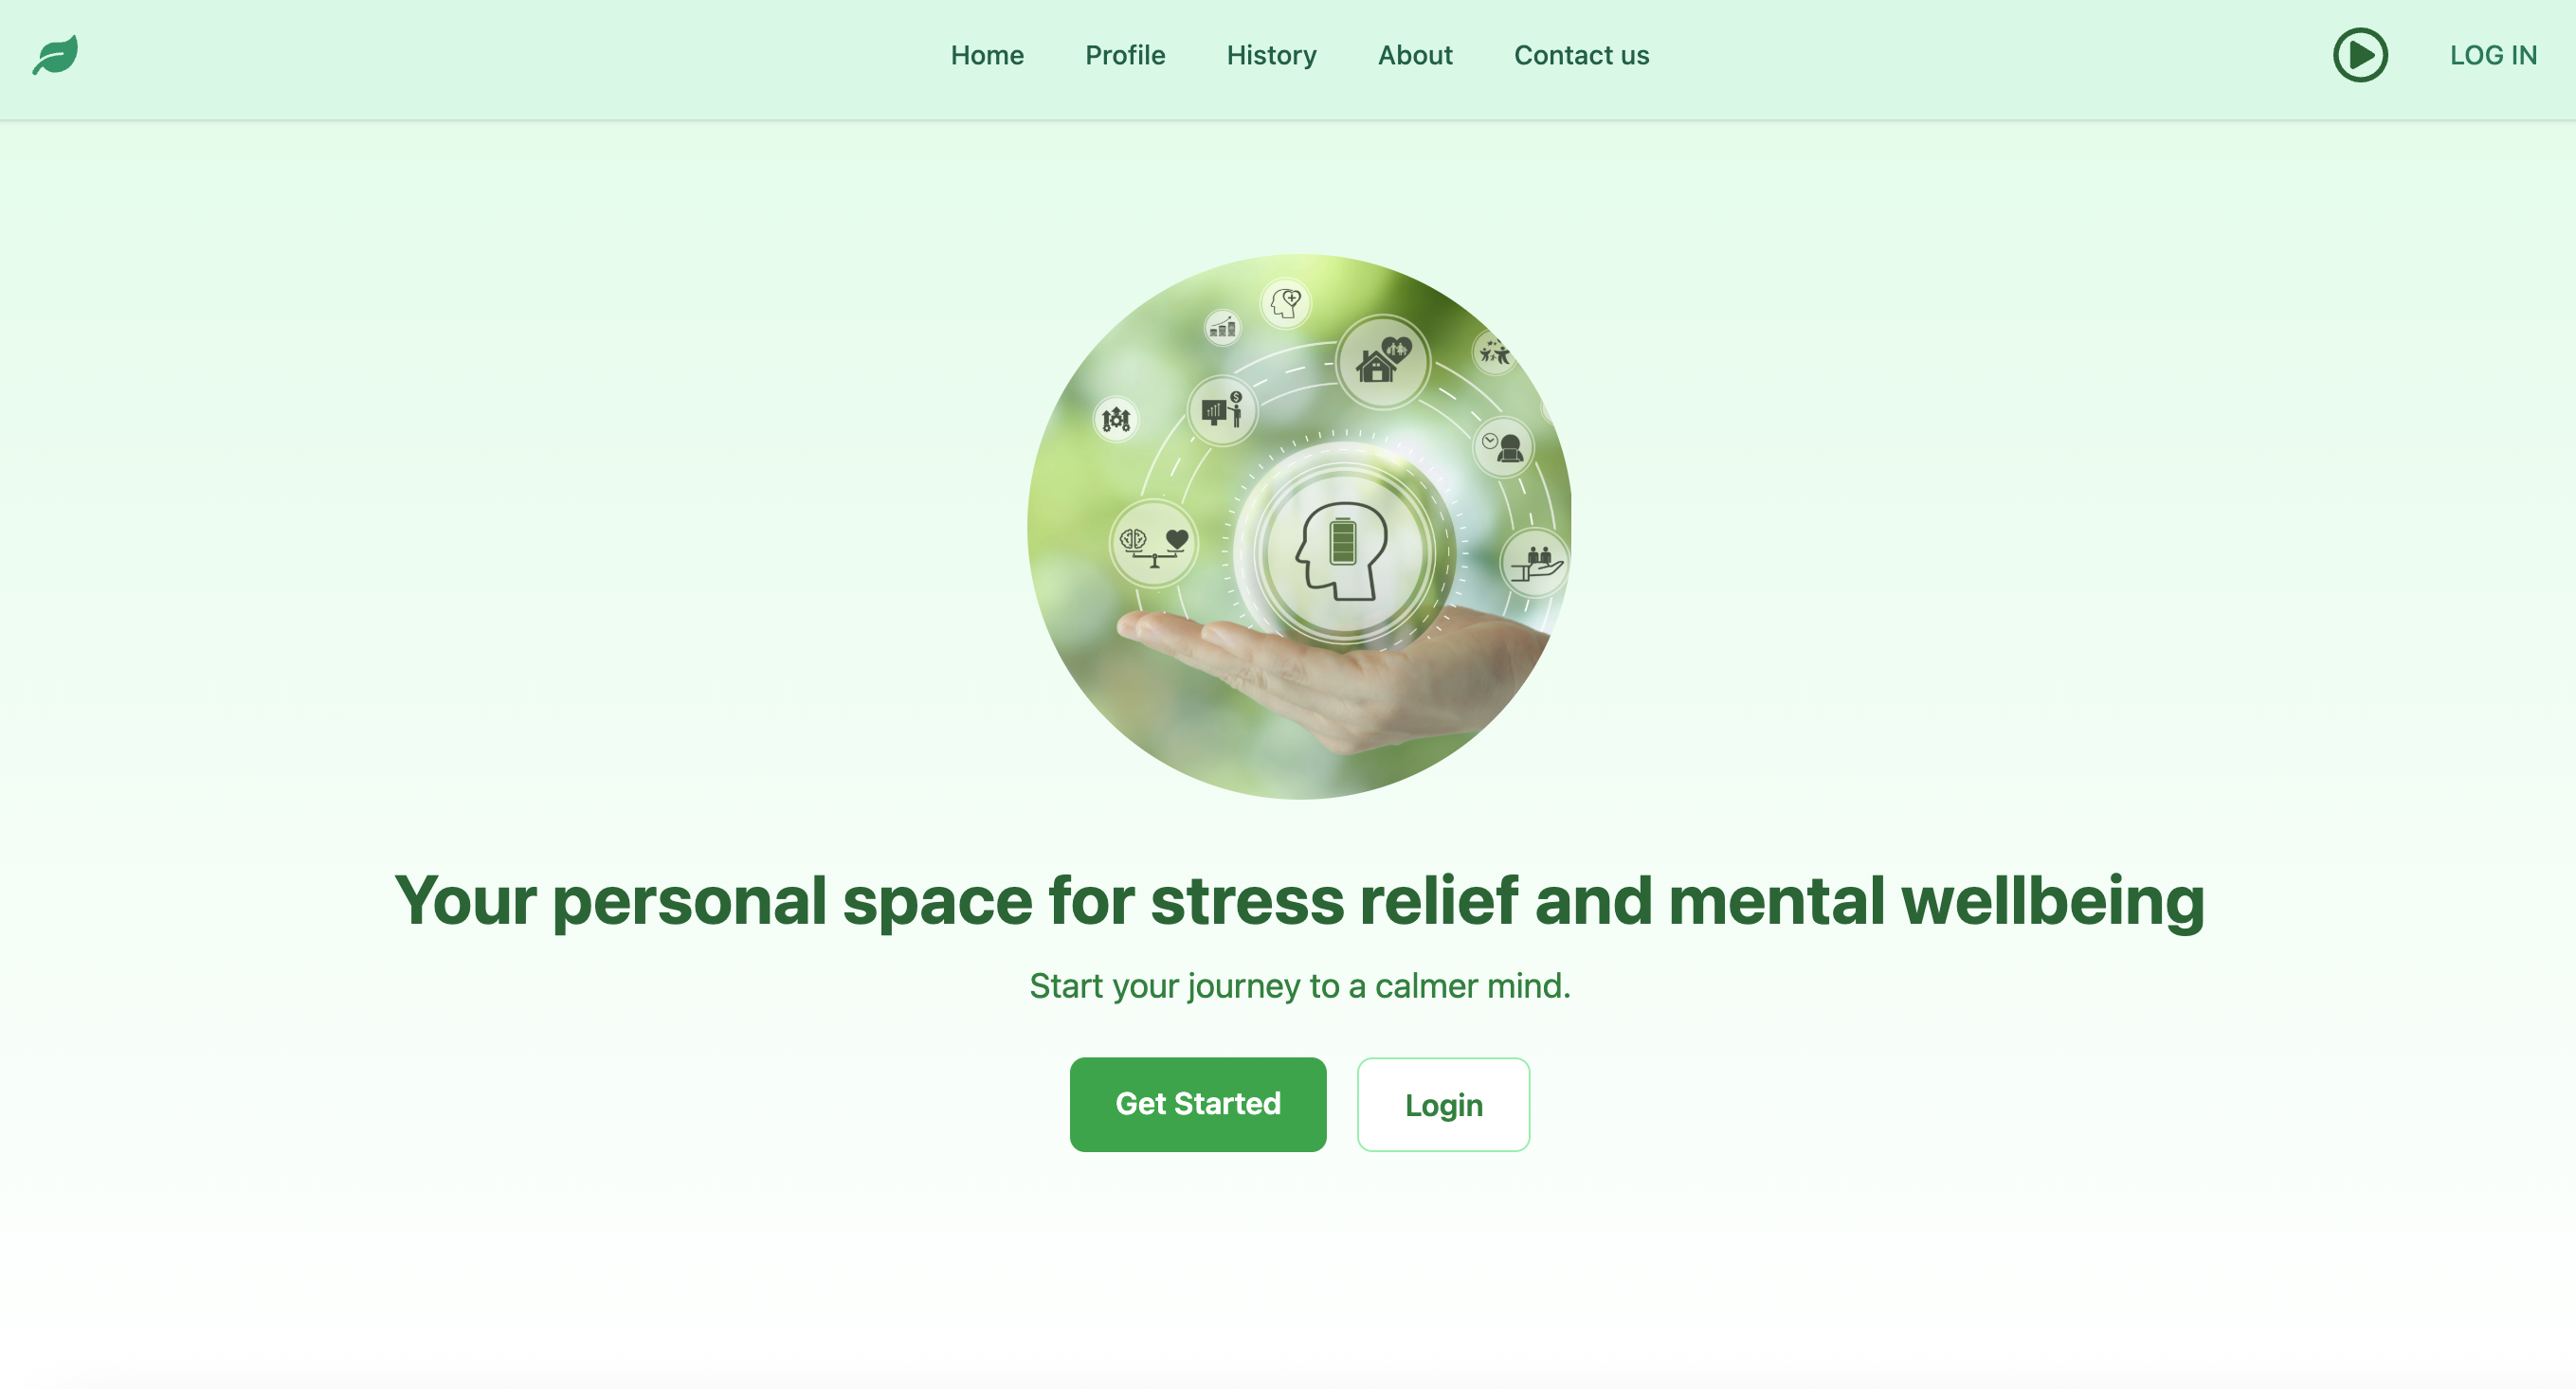 Home
Profile
History
About
Contact us
LOG IN
$
Your personal space for stress relief and mental wellbeing
Start your journey to a calmer mind.
Get Started
Login